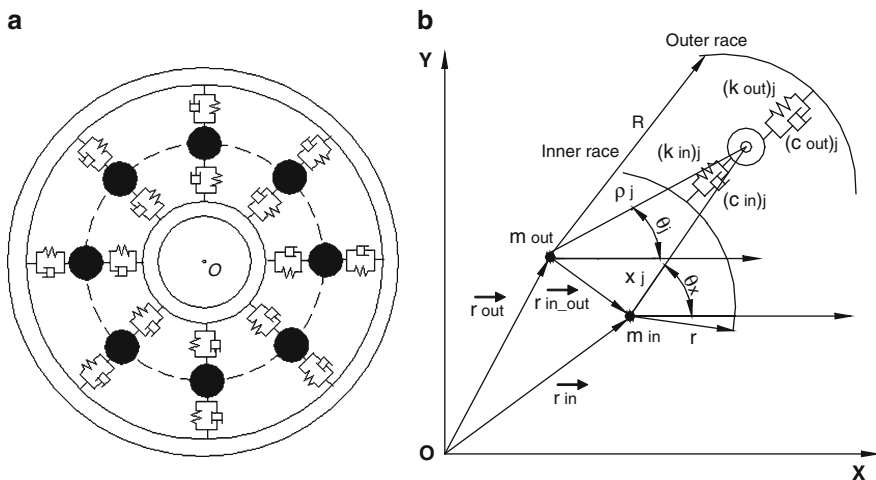 a
O
b
Y
Outer race
(k out)j
R
(c out)j
Inner race
(k in)j
(c in)j
ρ j
θj
m out
x j
θx
r out
r in_out
m in
r
r in
O
X